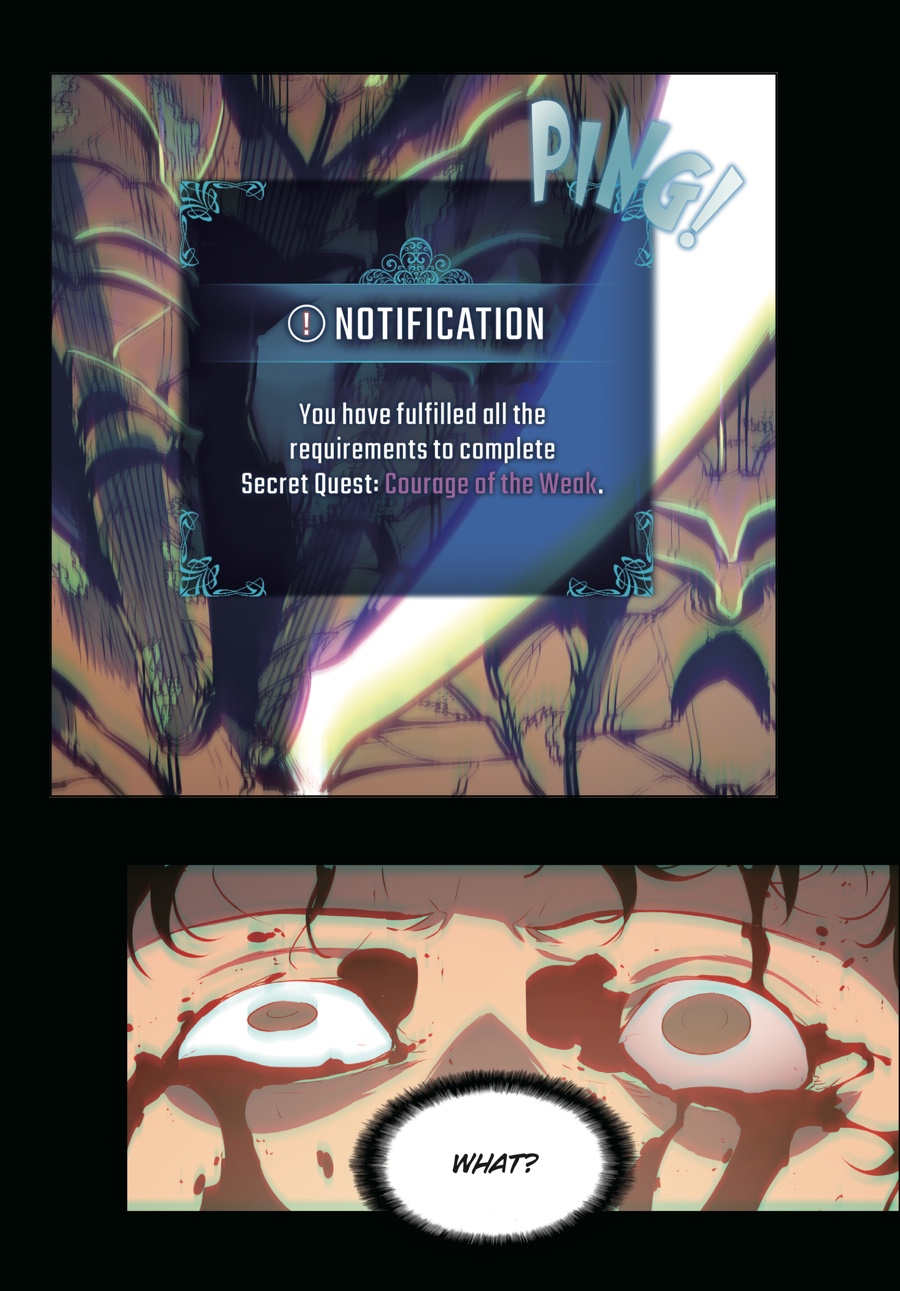 PING!
! NOTIFICATION
You have fulfilled all the
requirements to complete
Secret Quest: Courage of the Weak.
WHAT?